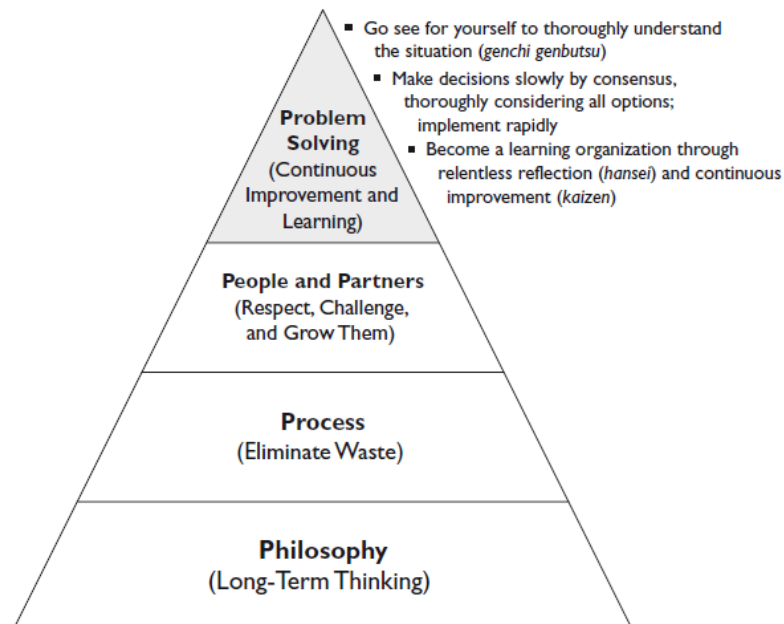 ▪ Go see for yourself to thoroughly understand
the situation (genchi genbutsu)
▪ Make decisions slowly by consensus,
thoroughly considering all options;
implement rapidly
▪ Become a learning organization through
relentless reflection (hansei) and continuous
improvement (kaizen)
Problem
Solving
(Continuous
Improvement and
Learning)
People and Partners
(Respect, Challenge,
and Grow Them)
Process
(Eliminate Waste)
Philosophy
(Long-Term Thinking)